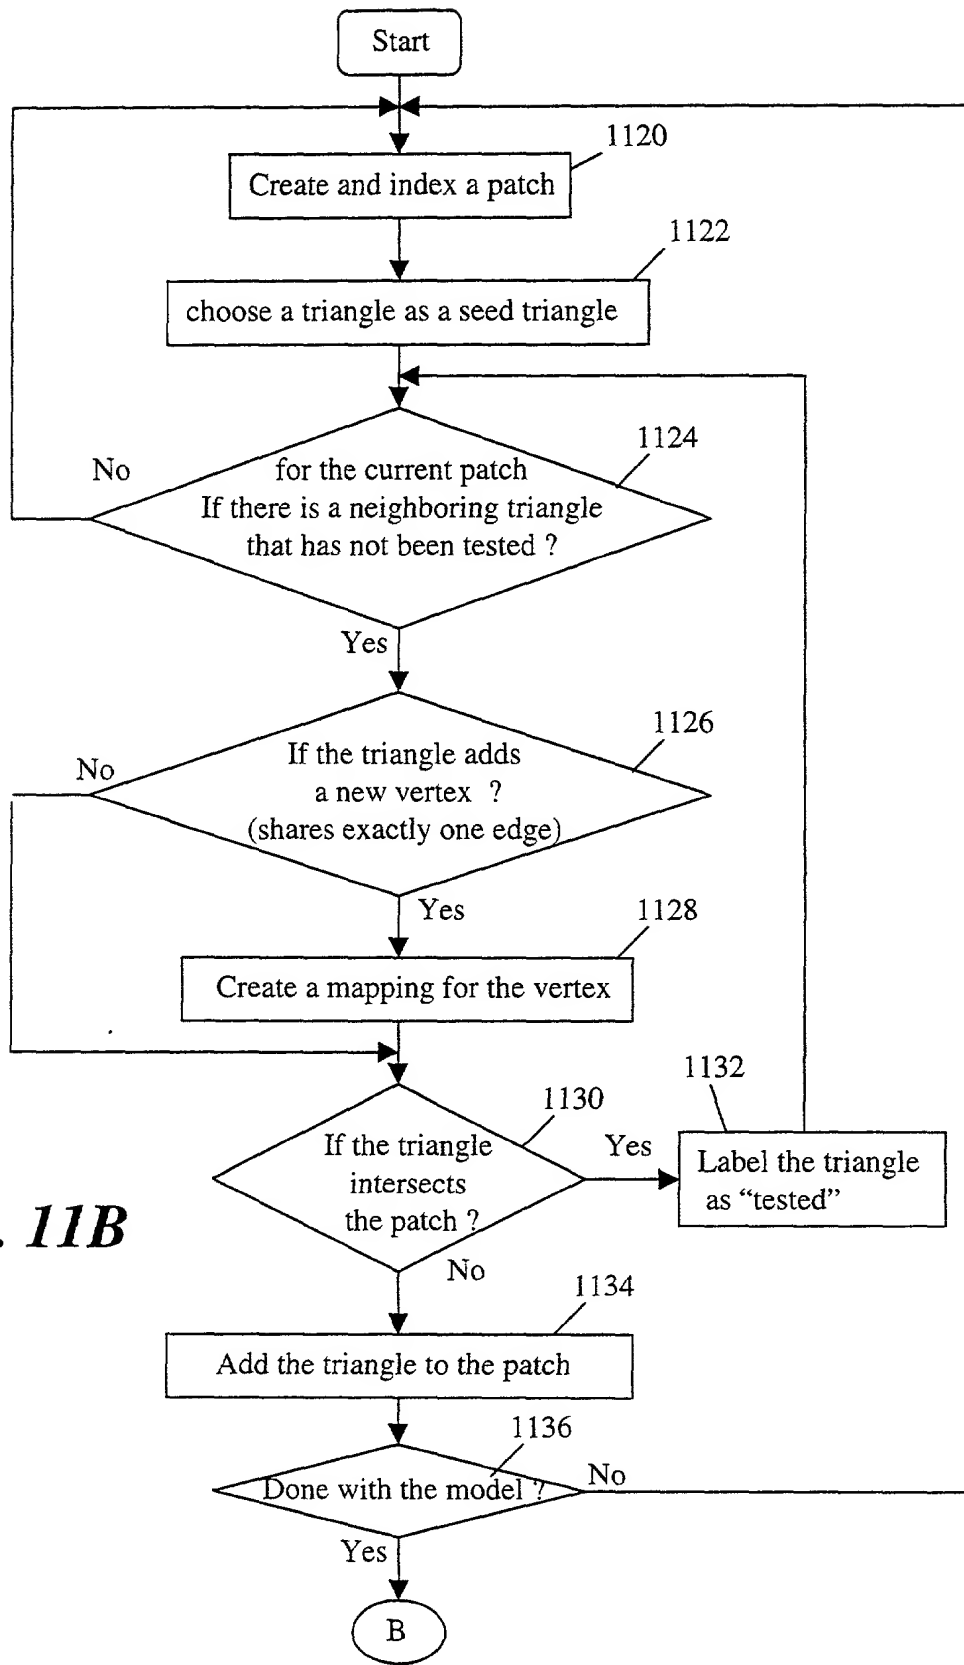 Start
1120
Create and index a patch
1122
choose a triangle as a seed triangle
1124
No
for the current patch
If there is a neighboring triangle
that has not been tested ?
Yes
1126
No
If the triangle adds
a new vertex ?
(shares exactly one edge)
Yes
1128
Create a mapping for the vertex
1132
1130
Yes
If the triangle
intersects
the patch ?
Label the triangle
as “tested”
. 11B
No
1134
Add the triangle to the patch
1136
Done with the model ?
No
Yes
B